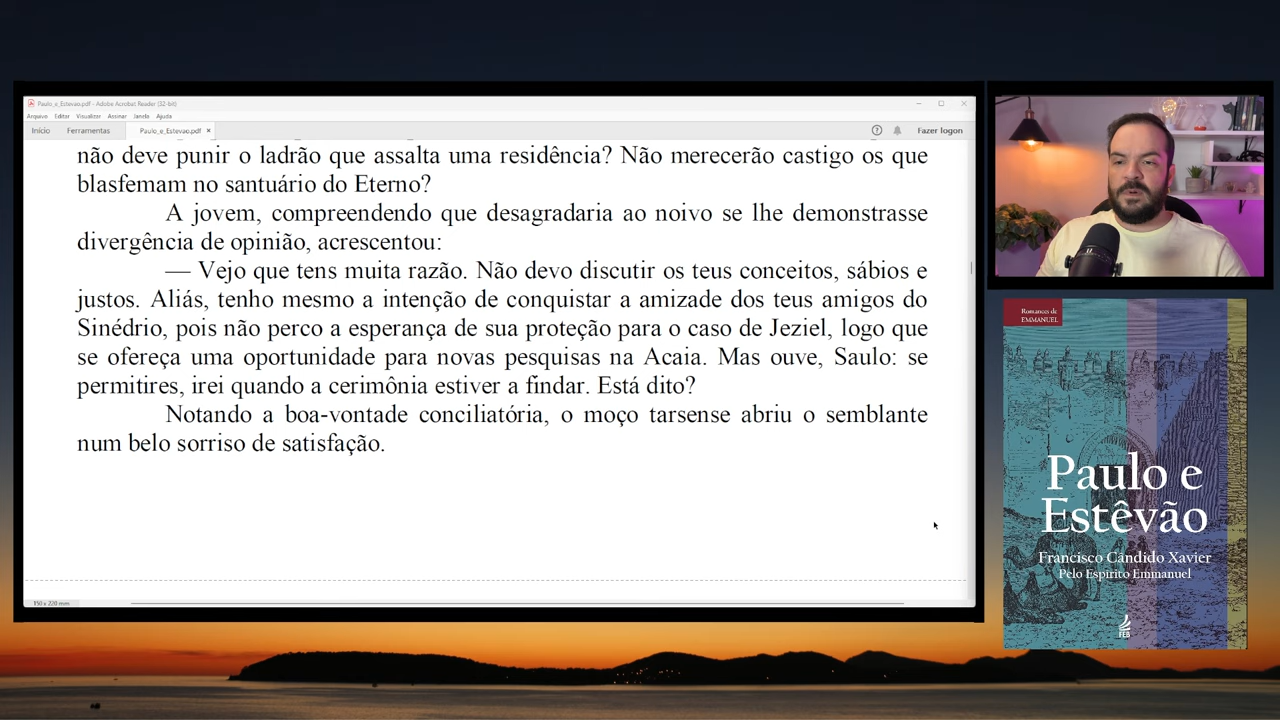 Paulo_e_Estevao.pdf - Adobe Acrobat Reader (32-bit)
Arquivo Editar Visualizar Assinar Janela Ajuda
Início Ferramentas Paulo_e_Estevao.pdf × Fazer logon
não deve punir o ladrão que assalta uma residência? Não merecerão castigo os que
blasfemam no santuário do Eterno?
A jovem, compreendendo que desagradaria ao noivo se lhe demonstrasse
divergência de opinião, acrescentou:
— Vejo que tens muita razão. Não devo discutir os teus conceitos, sábios e
justos. Aliás, tenho mesmo a intenção de conquistar a amizade dos teus amigos do
Sinédrio, pois não perco a esperança de sua proteção para o caso de Jeziel, logo que
se ofereça uma oportunidade para novas pesquisas na Acaia. Mas ouve, Saulo: se
permitires, irei quando a cerimônia estiver a findar. Está dito?
Notando a boa-vontade conciliatória, o moço tarsense abriu o semblante
num belo sorriso de satisfação.
150 x 220 mm
Romances de
EMMANUEL
Paulo e
Estêvão
Francisco Cândido Xavier
Pelo Espírito Emmanuel
FEB